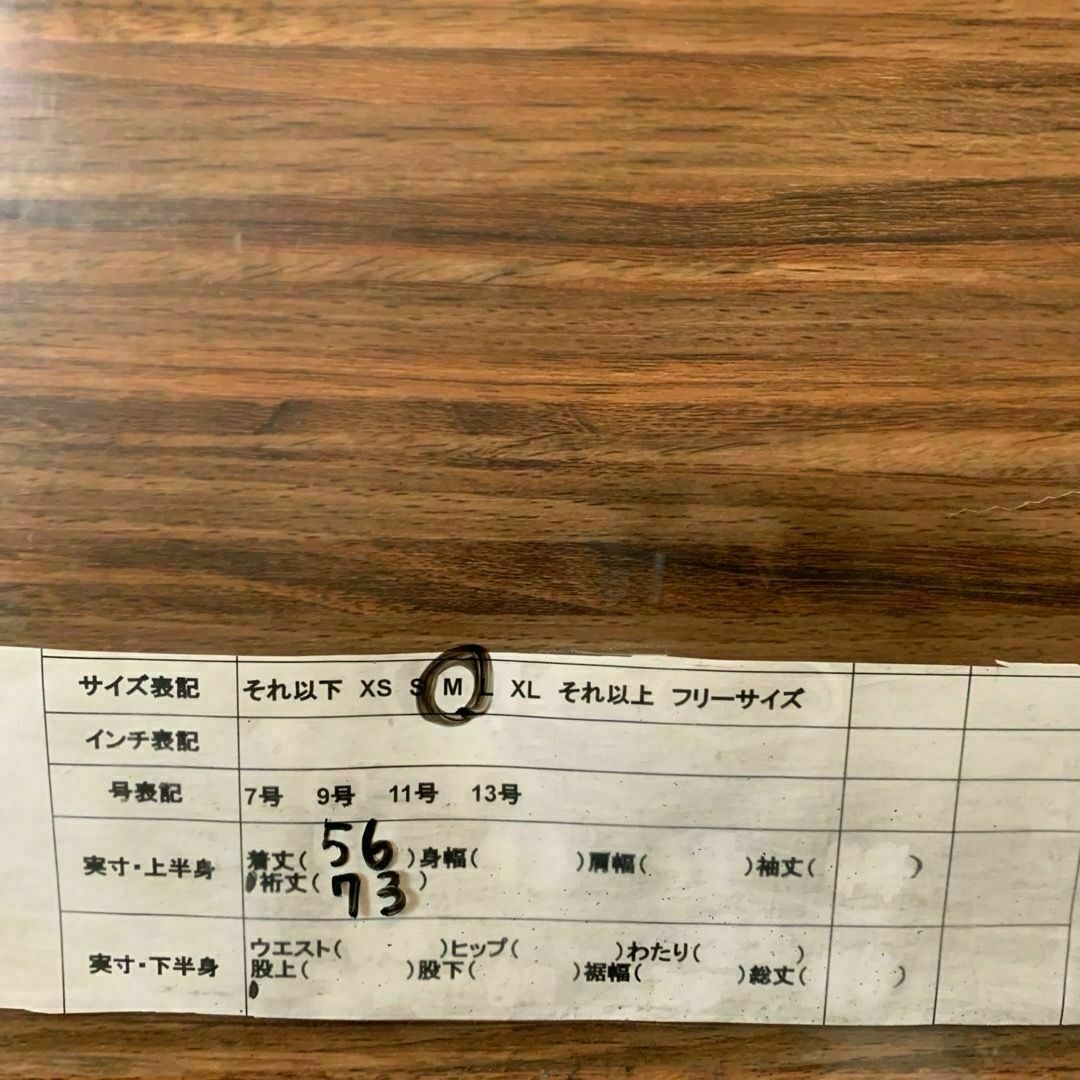 サイズ表記 それ以下 XS S M L XL それ以上 フリーサイズ
インチ表記
号表記 7号 9号 11号 13号
実寸・上半身 着丈( 56 )身幅( )肩幅( )袖丈( )
裄丈( 73 )
実寸・下半身 ウエスト( )ヒップ( )わたり( )
股上( )股下( )裾幅( )総丈( )